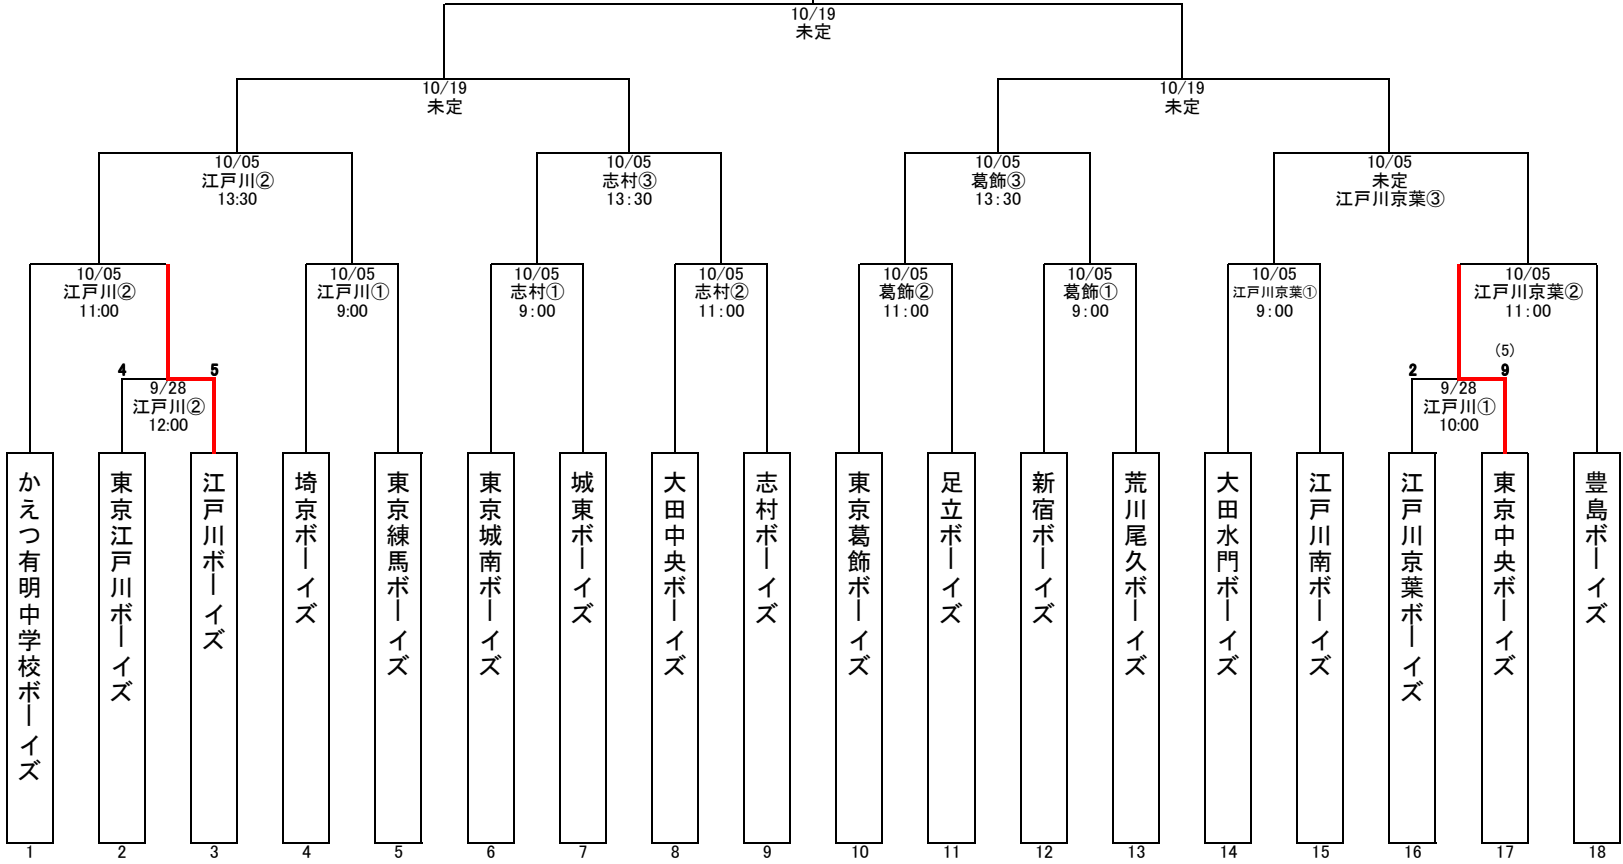 10/19
未定
10/19
未定
10/19
未定
10/05
江戸川②
13:30
10/05
志村③
13:30
10/05
葛飾③
13:30
10/05
未定
江戸川京葉③
10/05
江戸川②
11:00
10/05
江戸川①
9:00
10/05
志村①
9:00
10/05
志村②
11:00
10/05
葛飾②
11:00
10/05
葛飾①
9:00
10/05
江戸川京葉①
9:00
10/05
江戸川京葉②
11:00
4
5
9/28
江戸川②
12:00
(5)
2
9
9/28
江戸川①
10:00
かえつ有明中学校ボーイズ
東京江戸川ボーイズ
江戸川ボーイズ
埼京ボーイズ
東京練馬ボーイズ
東京城南ボーイズ
城東ボーイズ
大田中央ボーイズ
志村ボーイズ
東京葛飾ボーイズ
足立ボーイズ
新宿ボーイズ
荒川尾久ボーイズ
大田水門ボーイズ
江戸川南ボーイズ
江戸川京葉ボーイズ
東京中央ボーイズ
豊島ボーイズ
1
2
3
4
5
6
7
8
9
10
11
12
13
14
15
16
17
18